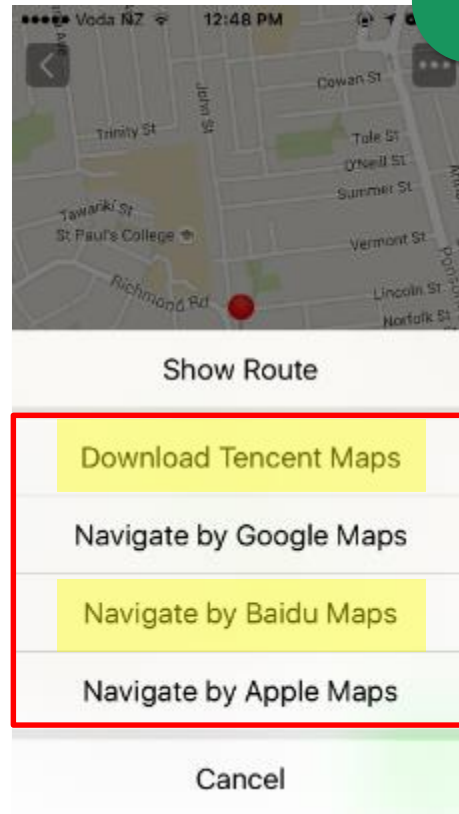 Voda NZ
12:48 PM
John St
Cowan St
Trinity St
Tole St
O'Neill St
Summer St
Tawariki St
St Paul's College
Vermont St
Richmond Rd
Lincoln St
Norfolk St
Show Route
Download Tencent Maps
Navigate by Google Maps
Navigate by Baidu Maps
Navigate by Apple Maps
Cancel